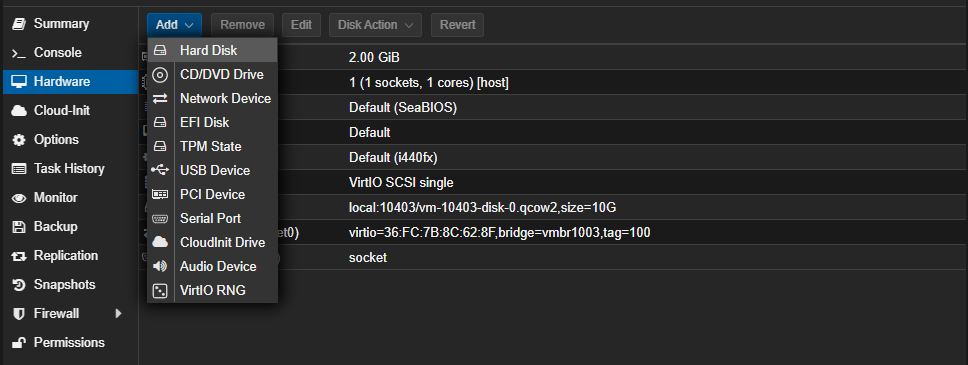 Summary
Console
Hardware
Cloud-Init
Options
Task History
Monitor
Backup
Replication
Snapshots
Firewall
Permissions
Add Remove Edit Disk Action Revert
Hard Disk
CD/DVD Drive
Network Device
EFI Disk
TPM State
USB Device
PCI Device
Serial Port
CloudInit Drive
Audio Device
VirtIO RNG
2.00 GiB
1 (1 sockets, 1 cores) [host]
Default (SeaBIOS)
Default
Default (i440fx)
VirtIO SCSI single
local:10403/vm-10403-disk-0.qcow2,size=10G
et0) virtio=36:FC:7B:8C:62:8F,bridge=vmbr1003,tag=100
socket